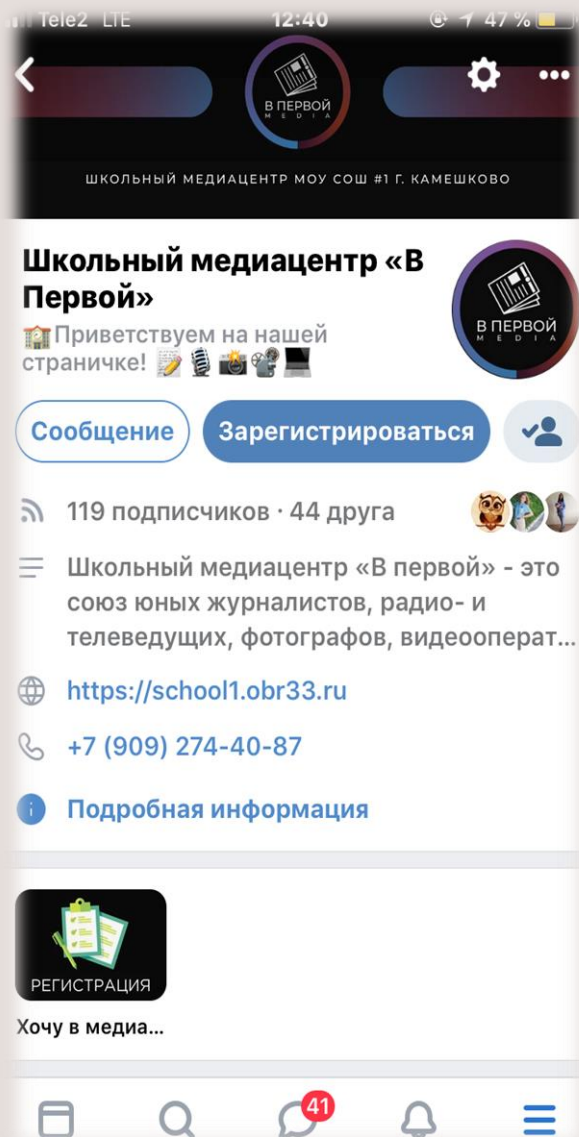 Tele2 LTE 12:40 47 %
В ПЕРВОЙ
MEDIA
ШКОЛЬНЫЙ МЕДИАЦЕНТР МОУ СОШ #1 Г. КАМЕШКОВО
Школьный медиацентр «В
Первой»
Приветствуем на нашей
страничке!
В ПЕРВОЙ
MEDIA
Сообщение
Зарегистрироваться
119 подписчиков · 44 друга
Школьный медиацентр «В первой» - это
союз юных журналистов, радио- и
телеведущих, фотографов, видеооперат...
https://school1.obr33.ru
+7 (909) 274-40-87
Подробная информация
РЕГИСТРАЦИЯ
Хочу в медиа...
41